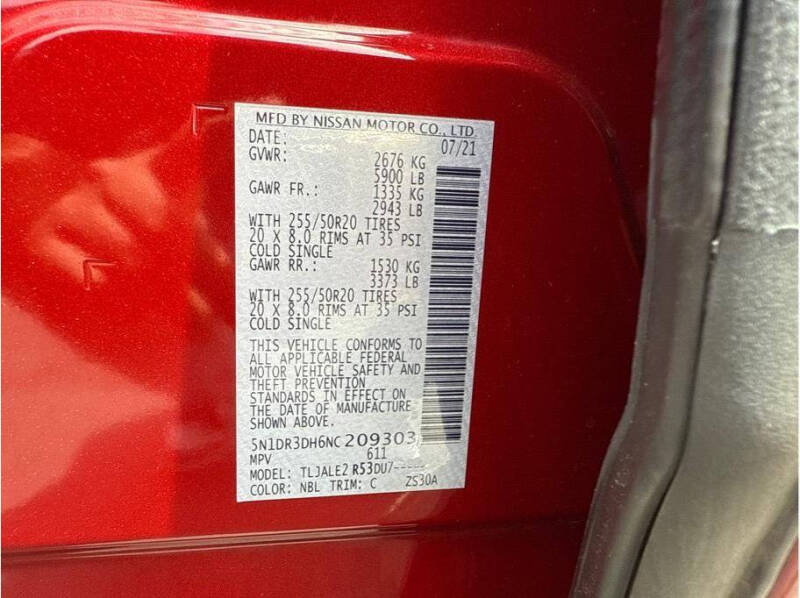 MFD BY NISSAN MOTOR CO., LTD.
DATE: 07/21
GVWR: 2676 KG
5900 LB
GAWR FR.: 1335 KG
2943 LB
WITH 255/50R20 TIRES
20 X 8.0 RIMS AT 35 PSI
COLD SINGLE
GAWR RR.: 1530 KG
3373 LB
WITH 255/50R20 TIRES
20 X 8.0 RIMS AT 35 PSI
COLD SINGLE
THIS VEHICLE CONFORMS TO
ALL APPLICABLE FEDERAL
MOTOR VEHICLE SAFETY AND
THEFT PREVENTION
STANDARDS IN EFFECT ON
THE DATE OF MANUFACTURE
SHOWN ABOVE.
5N1DR3DH6NC209303
MPV 611
MODEL: TLJALE2 R53DU7-----
COLOR: NBL TRIM: C ZS30A